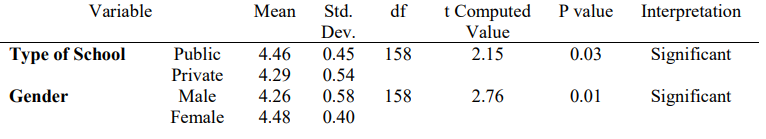 Variable Mean Std. Dev. df t Computed Value P value Interpretation
Type of School Public 4.46 0.45 158 2.15 0.03 Significant
Private 4.29 0.54
Gender Male 4.26 0.58 158 2.76 0.01 Significant
Female 4.48 0.40